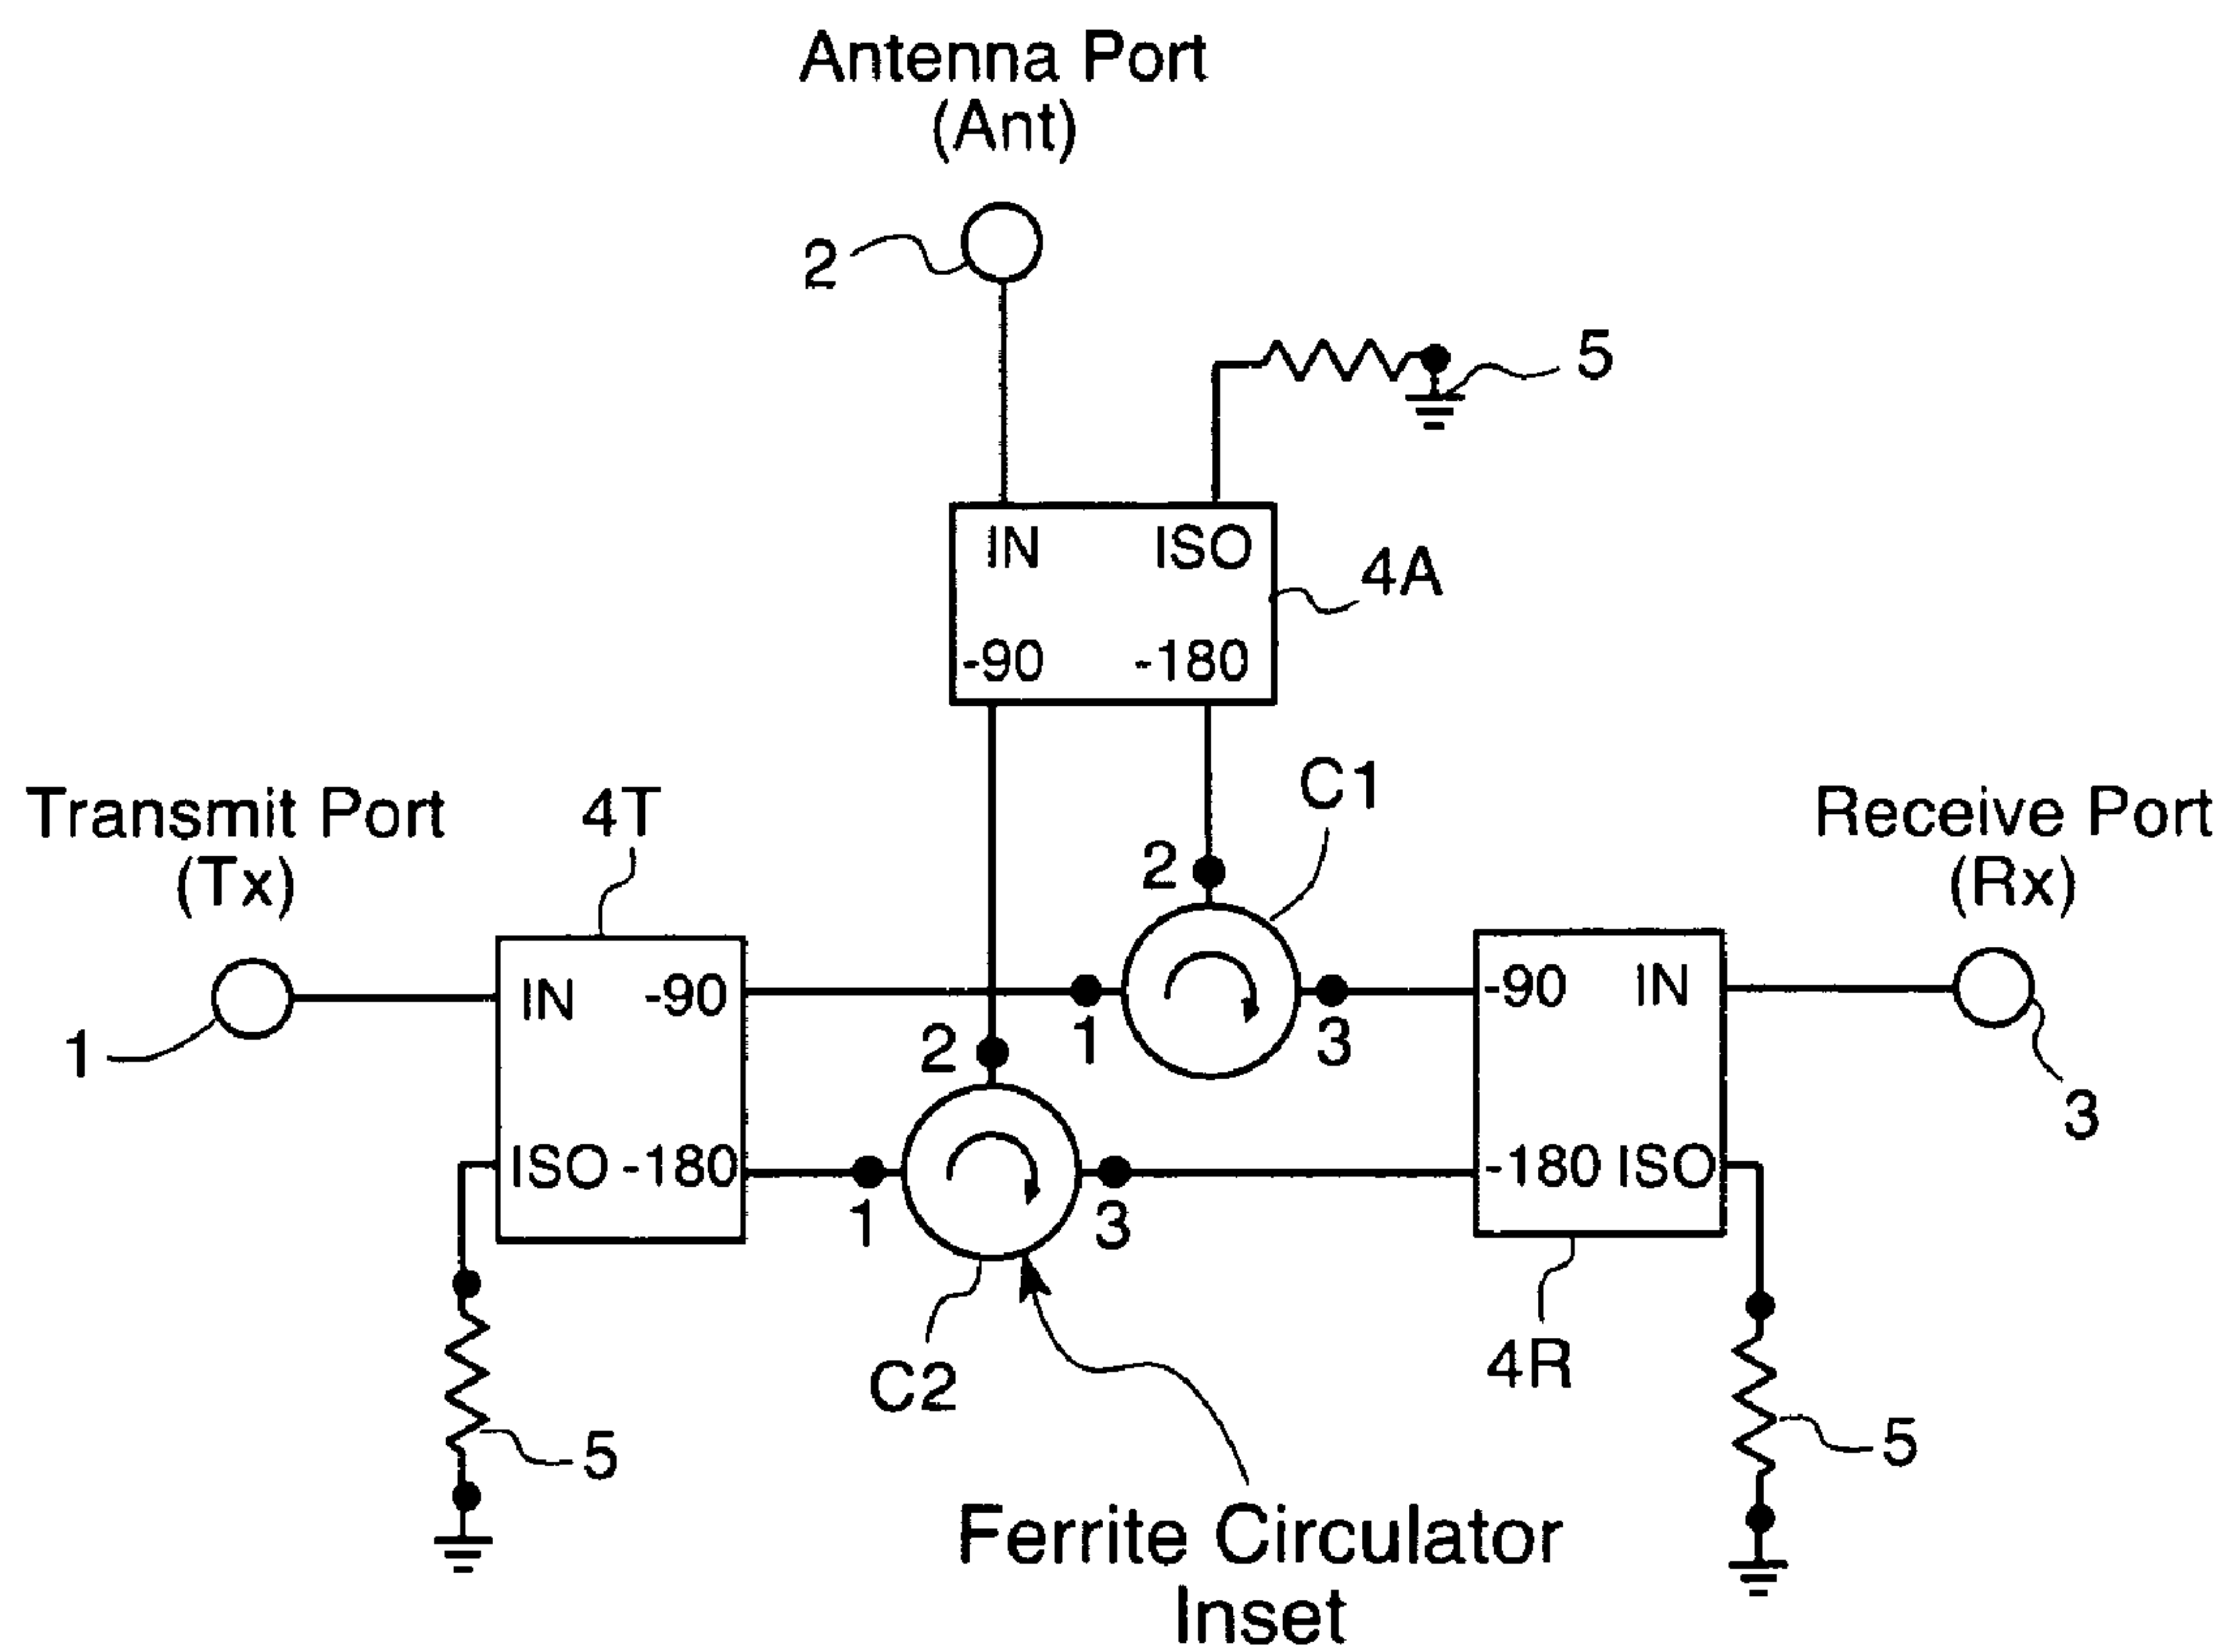 Antenna Port
(Ant)
2
5
IN ISO
4A
-90 -180
C1
Transmit Port
(Tx)
4T
Receive Port
(Rx)
2
IN -90
-90 IN
1
2
1
3
3
ISO -180
-180 ISO
1
3
C2
4R
5
5
Ferrite Circulator
Inset